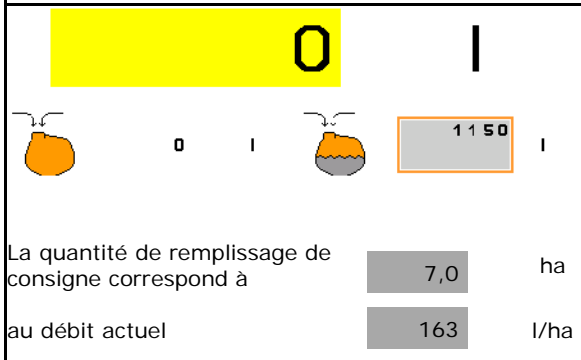 0 l
0 l 1150 l
La quantité de remplissage de
consigne correspond à
7,0 ha
au débit actuel 163 l/ha